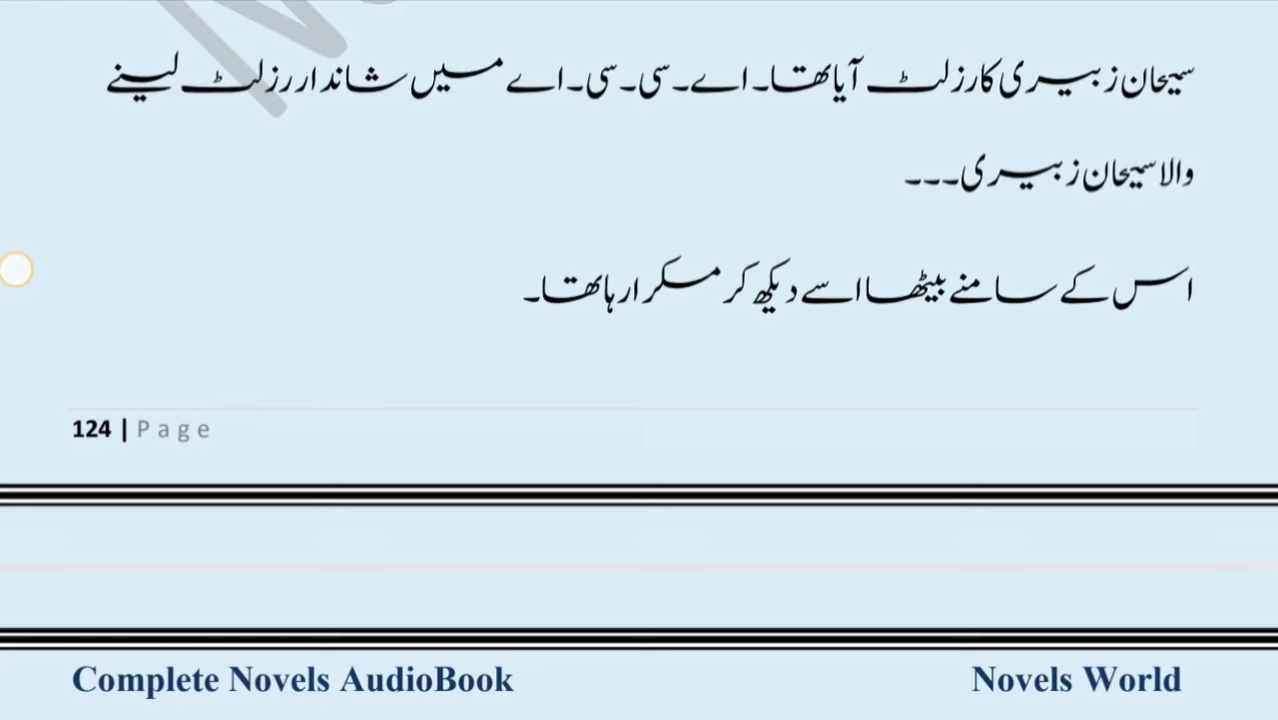 سیحان زبیری کا رزلٹ آیا تھا۔ اے۔سی۔سی۔اے میں شاندار رزلٹ لینے
والا سیحان زبیری۔۔۔
اس کے سامنے بیٹھا اسے دیکھ کر مسکرا رہا تھا۔
124 | Page
Complete Novels AudioBook Novels World